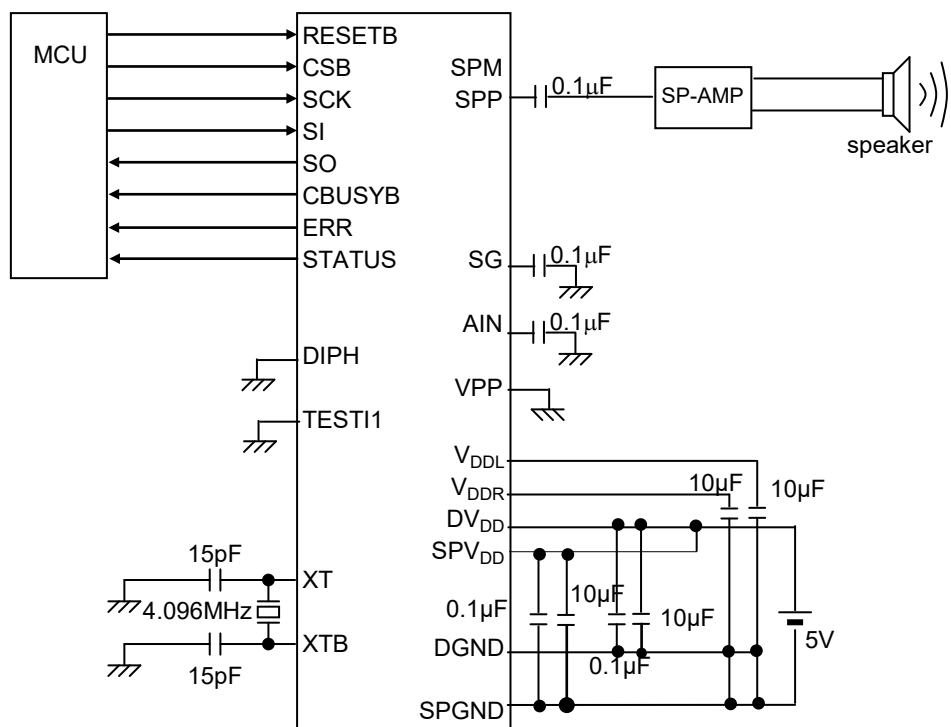 MCU
RESETB
CSB
SCK
SI
SO
CBUSYB
ERR
STATUS
DIPH
TESTI1
15pF
XT
4.096MHz
XTB
15pF
SPM
SPP
0.1μF
SP-AMP
speaker
SG
0.1μF
AIN
0.1μF
VPP
VDDL
VDDR
DVDD
SPVDD
10μF
10μF
0.1μF
10μF
10μF
0.1μF
DGND
SPGND
5V